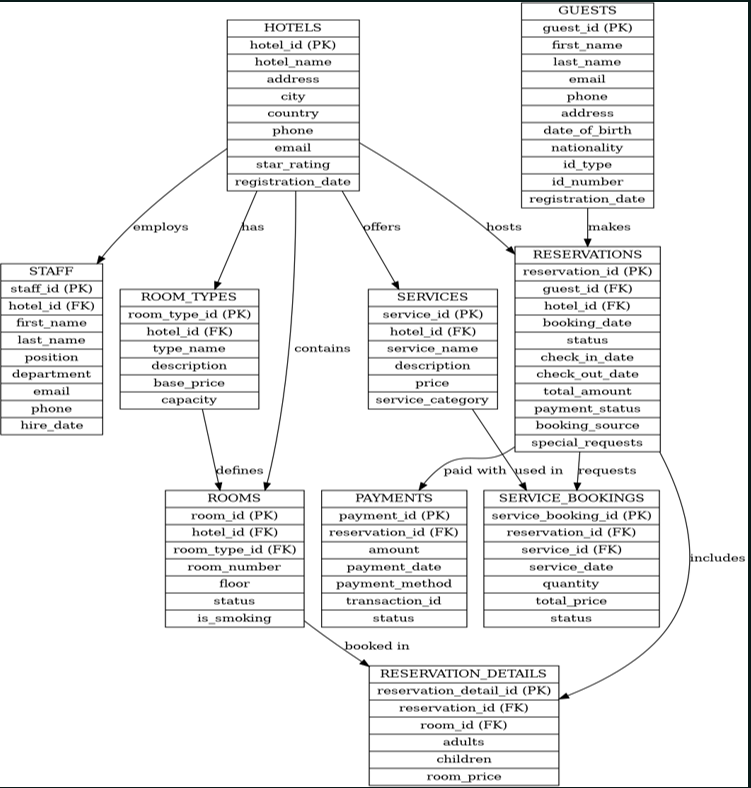 HOTELS
hotel_id (PK)
hotel_name
address
city
country
phone
email
star_rating
registration_date
GUESTS
guest_id (PK)
first_name
last_name
email
phone
address
date_of_birth
nationality
id_type
id_number
registration_date
employs
has
offers
hosts
makes
STAFF
staff_id (PK)
hotel_id (FK)
first_name
last_name
position
department
email
phone
hire_date
ROOM_TYPES
room_type_id (PK)
hotel_id (FK)
type_name
description
base_price
capacity
contains
SERVICES
service_id (PK)
hotel_id (FK)
service_name
description
price
service_category
RESERVATIONS
reservation_id (PK)
guest_id (FK)
hotel_id (FK)
booking_date
status
check_in_date
check_out_date
total_amount
payment_status
booking_source
special_requests
defines
paid with
used in
requests
includes
ROOMS
room_id (PK)
hotel_id (FK)
room_type_id (FK)
room_number
floor
status
is_smoking
PAYMENTS
payment_id (PK)
reservation_id (FK)
amount
payment_date
payment_method
transaction_id
status
SERVICE_BOOKINGS
service_booking_id (PK)
reservation_id (FK)
service_id (FK)
service_date
quantity
total_price
status
booked in
RESERVATION_DETAILS
reservation_detail_id (PK)
reservation_id (FK)
room_id (FK)
adults
children
room_price